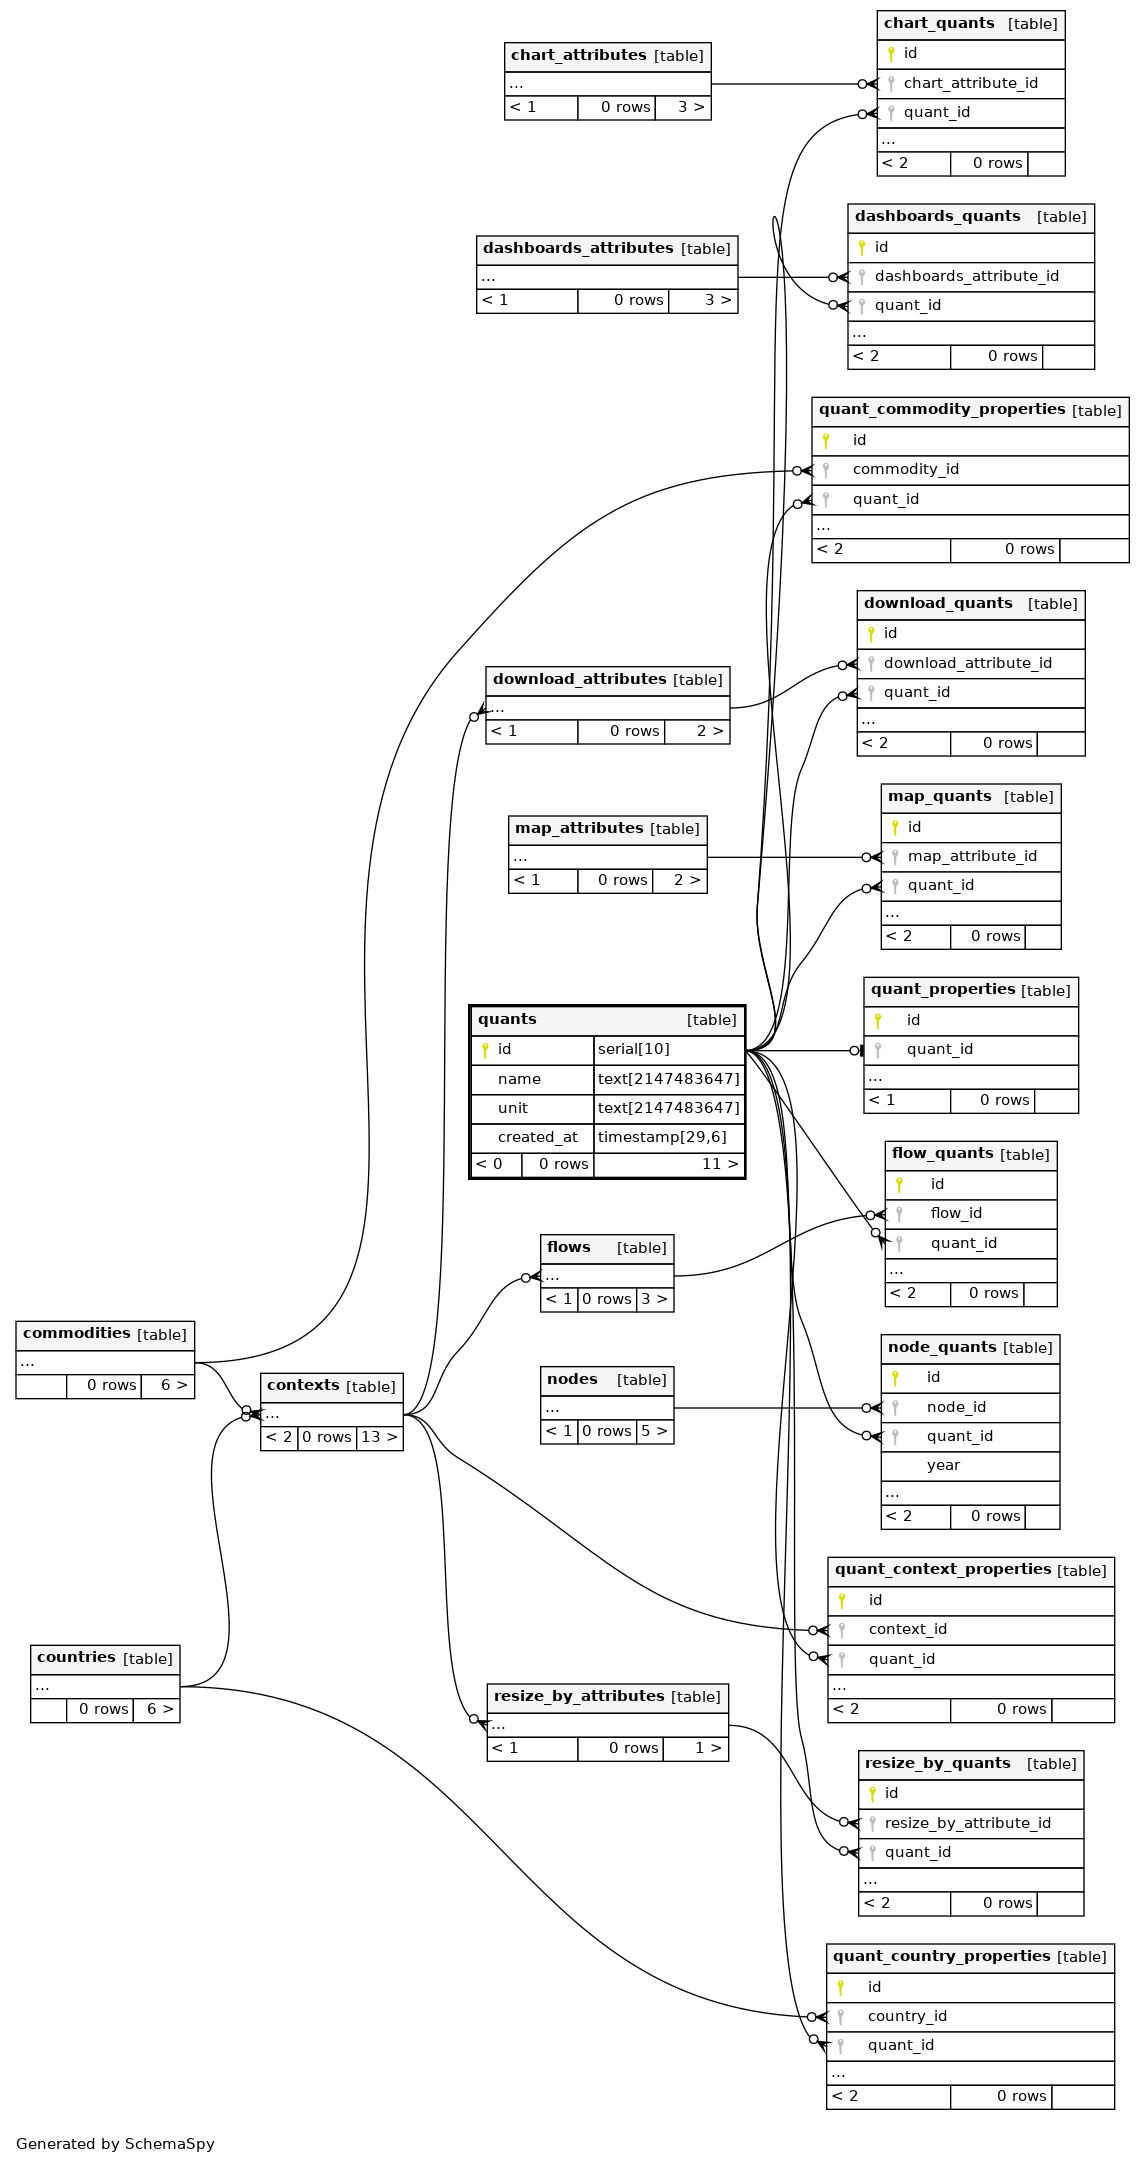 chart_quants [table]
id
chart_attribute_id
quant_id
...
< 2 0 rows
chart_attributes [table]
...
< 1 0 rows 3 >
dashboards_quants [table]
id
dashboards_attribute_id
quant_id
...
< 2 0 rows
dashboards_attributes [table]
...
< 1 0 rows 3 >
quant_commodity_properties [table]
id
commodity_id
quant_id
...
< 2 0 rows
download_quants [table]
id
download_attribute_id
quant_id
...
< 2 0 rows
download_attributes [table]
...
< 1 0 rows 2 >
map_quants [table]
id
map_attribute_id
quant_id
...
< 2 0 rows
map_attributes [table]
...
< 1 0 rows 2 >
quant_properties [table]
id
quant_id
...
< 1 0 rows
quants [table]
id serial[10]
name text[2147483647]
unit text[2147483647]
created_at timestamp[29,6]
< 0 0 rows 11 >
flow_quants [table]
id
flow_id
quant_id
...
< 2 0 rows
flows [table]
...
< 1 0 rows 3 >
node_quants [table]
id
node_id
quant_id
year
...
< 2 0 rows
nodes [table]
...
< 1 0 rows 5 >
commodities [table]
...
0 rows 6 >
contexts [table]
...
< 2 0 rows 13 >
quant_context_properties [table]
id
context_id
quant_id
...
< 2 0 rows
countries [table]
...
0 rows 6 >
resize_by_attributes [table]
...
< 1 0 rows 1 >
resize_by_quants [table]
id
resize_by_attribute_id
quant_id
...
< 2 0 rows
quant_country_properties [table]
id
country_id
quant_id
...
< 2 0 rows
Generated by SchemaSpy